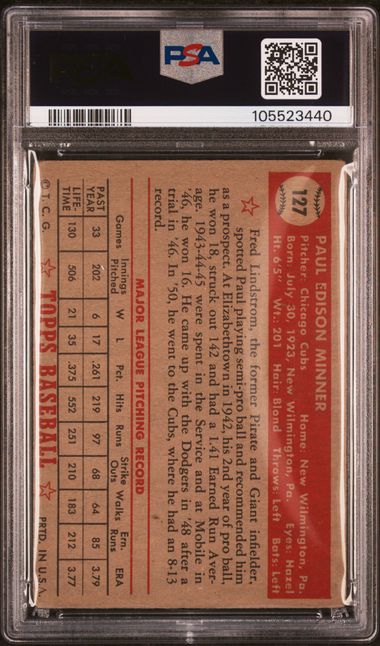 PSA
PSA
105523440
127
PAUL EDISON MINNER
Pitcher: Chicago Cubs Home: New Wilmington, Pa.
Born: July 30, 1923, New Wilmington, Pa. Eyes: Hazel
Ht.: 6'5" Wt.: 201 Hair: Blond Throws: Left Bats: Left
Fred Lindstrom, the former Pirate and Giant infielder,
spotted Paul playing semi-pro ball and recommended him
as a prospect. At Elizabethtown in 1942, his 2nd year of pro ball,
he won 18, struck out 142 and had a 1.41 Earned Run Aver-
age. 1943-44-45 were spent in the Service and at Mobile in
'46, he won 16. He came up with the Dodgers in '48 after a
trial in '46. In '50, he went to the Cubs, where he had an 8-13
record.
MAJOR LEAGUE PITCHING RECORD
Games Innings Pitched W L Pct. Hits Runs Strike Outs Walks Ern. Runs ERA
PAST YEAR 33 202 6 17 .261 219 97 68 64 85 3.79
LIFE-TIME 130 506 21 35 .375 552 251 210 183 212 3.77
© T. C. G. TOPPS BASEBALL PRTD. IN U.S.A.